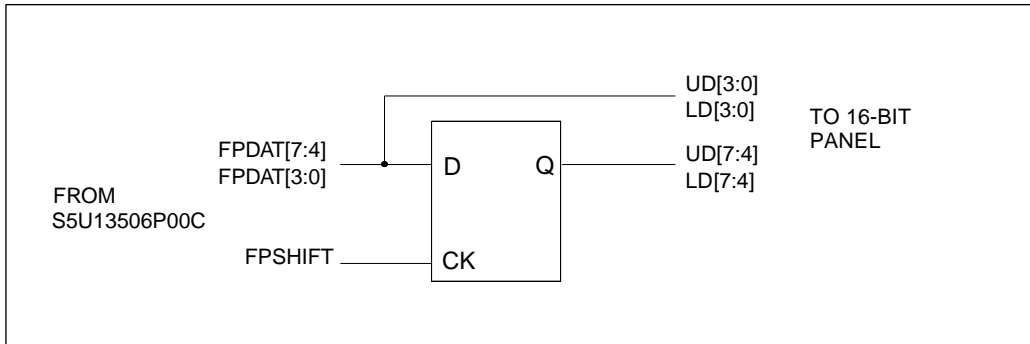 UD[3:0]
LD[3:0]
TO 16-BIT
PANEL
FPDAT[7:4]
FPDAT[3:0]
D
Q
UD[7:4]
LD[7:4]
FROM
S5U13506P00C
FPSHIFT
CK